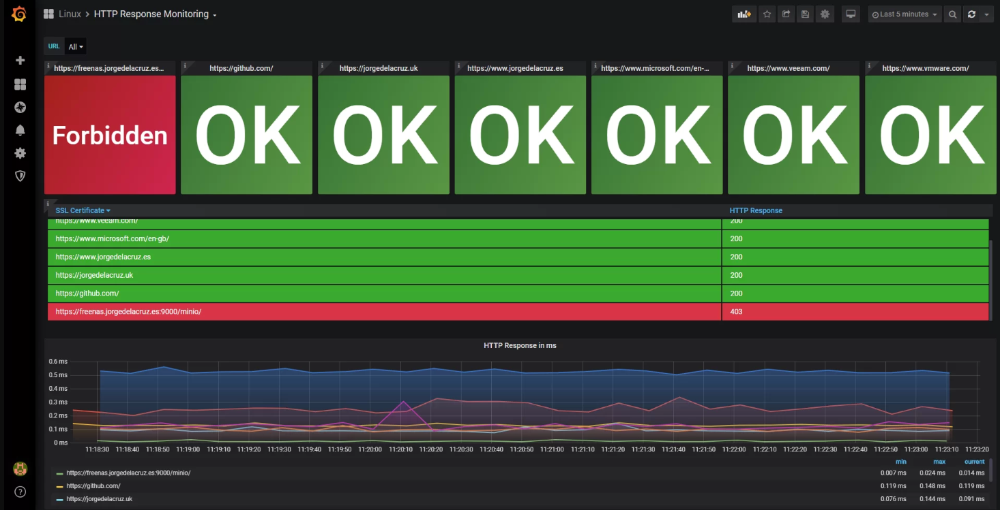 Linux > HTTP Response Monitoring
Last 5 minutes
URL All
https://freenas.jorgedelacruz.es...
https://github.com/
https://jorgedelacruz.uk
https://www.jorgedelacruz.es
https://www.microsoft.com/en-...
https://www.veeam.com/
https://www.vmware.com/
Forbidden
OK
OK
OK
OK
OK
OK
SSL Certificate HTTP Response
https://www.veeam.com/ 200
https://www.microsoft.com/en-gb/ 200
https://www.jorgedelacruz.es 200
https://jorgedelacruz.uk 200
https://github.com/ 200
https://freenas.jorgedelacruz.es:9000/minio/ 403
HTTP Response in ms
0.6 ms
0.5 ms
0.4 ms
0.3 ms
0.2 ms
0.1 ms
0 ms
11:18:30 11:18:40 11:18:50 11:19:00 11:19:10 11:19:20 11:19:30 11:19:40 11:19:50 11:20:00 11:20:10 11:20:20 11:20:30 11:20:40 11:20:50 11:21:00 11:21:10 11:21:20 11:21:30 11:21:40 11:21:50 11:22:00 11:22:10 11:22:20 11:22:30 11:22:40 11:22:50 11:23:00 11:23:10 11:23:20
min max current
https://freenas.jorgedelacruz.es:9000/minio/ 0.007 ms 0.024 ms 0.014 ms
https://github.com/ 0.119 ms 0.148 ms 0.119 ms
https://jorgedelacruz.uk 0.076 ms 0.144 ms 0.091 ms